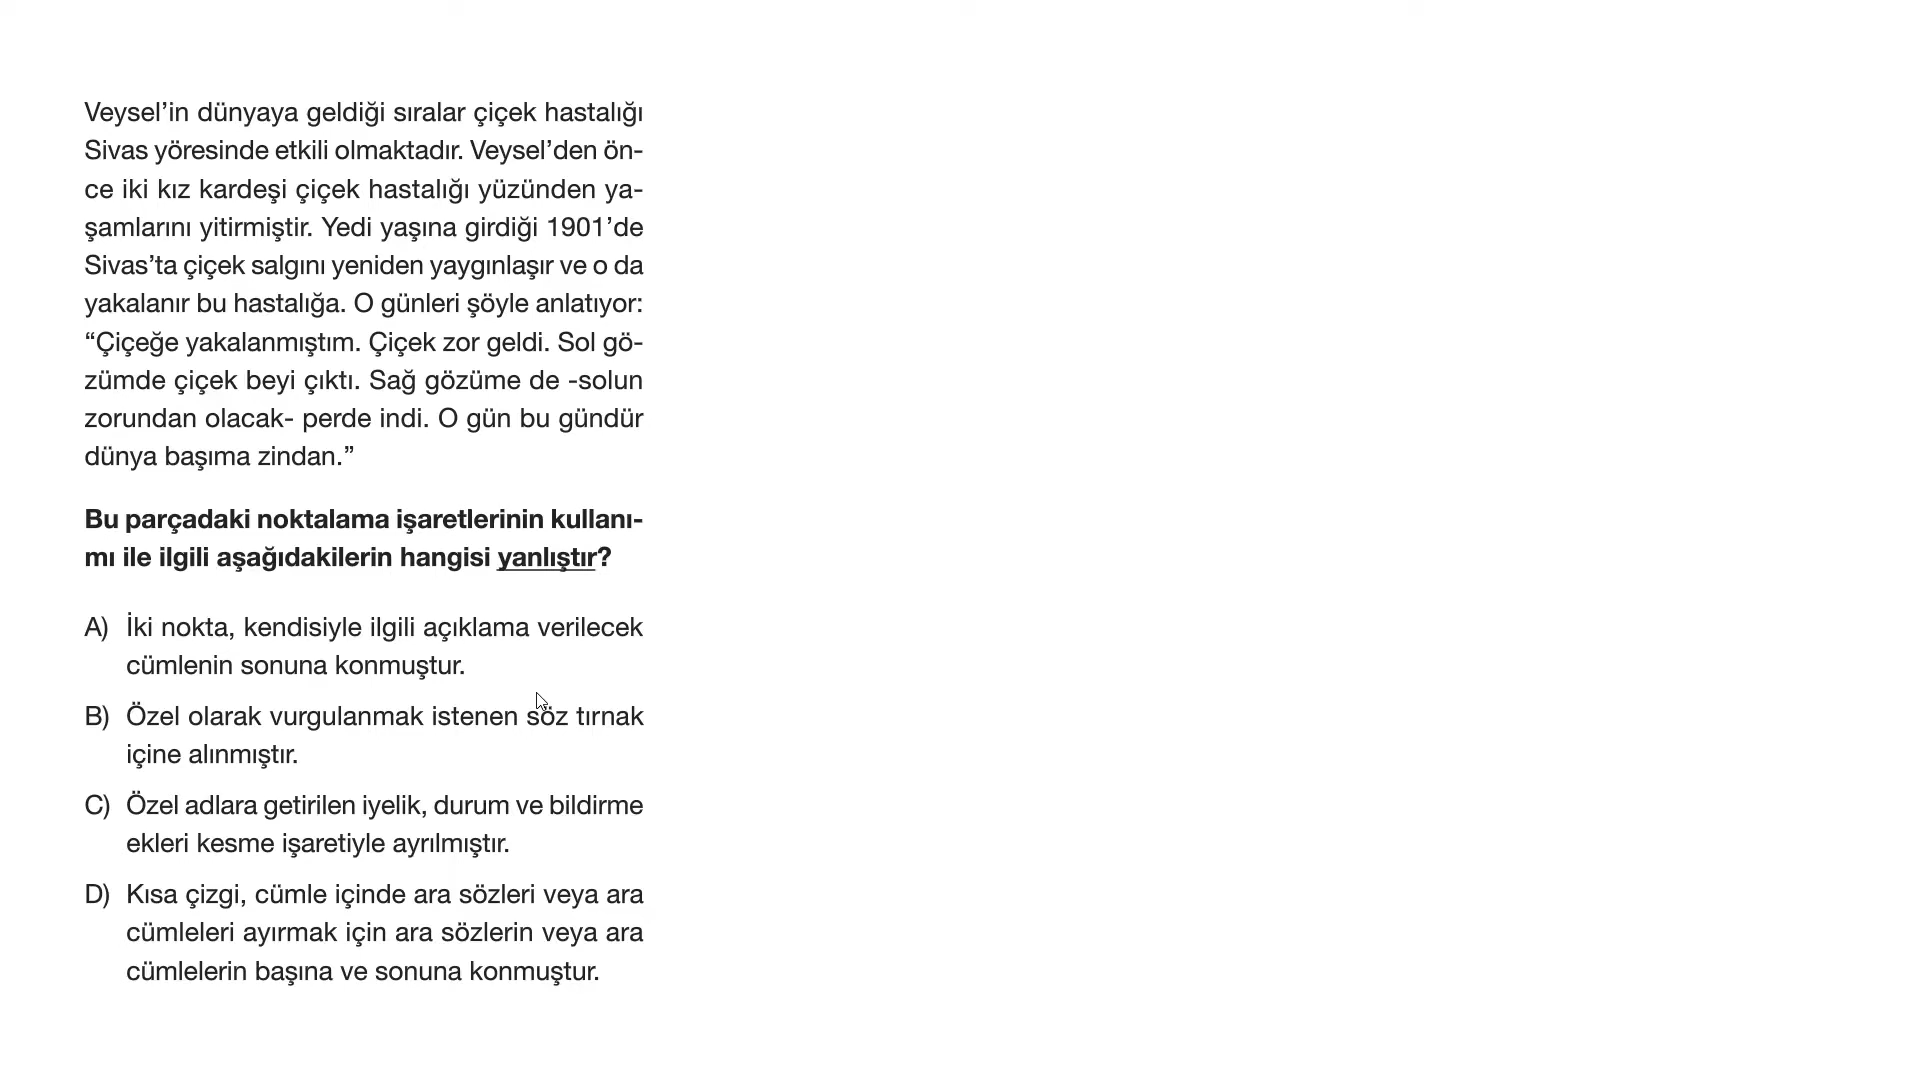 Veysel’in dünyaya geldiği sıralar çiçek hastalığı
Sivas yöresinde etkili olmaktadır. Veysel’den ön-
ce iki kız kardeşi çiçek hastalığı yüzünden ya-
şamlarını yitirmiştir. Yedi yaşına girdiği 1901’de
Sivas’ta çiçek salgını yeniden yaygınlaşır ve o da
yakalanır bu hastalığa. O günleri şöyle anlatıyor:
“Çiçeğe yakalanmıştım. Çiçek zor geldi. Sol gö-
zümde çiçek beyi çıktı. Sağ gözüme de -solun
zorundan olacak- perde indi. O gün bu gündür
dünya başıma zindan.”
Bu parçadaki noktalama işaretlerinin kullanı-
mı ile ilgili aşağıdakilerin hangisi yanlıştır?
A) İki nokta, kendisiyle ilgili açıklama verilecek
cümlenin sonuna konmuştur.
B) Özel olarak vurgulanmak istenen söz tırnak
içine alınmıştır.
C) Özel adlara getirilen iyelik, durum ve bildirme
ekleri kesme işaretiyle ayrılmıştır.
D) Kısa çizgi, cümle içinde ara sözleri veya ara
cümleleri ayırmak için ara sözlerin veya ara
cümlelerin başına ve sonuna konmuştur.